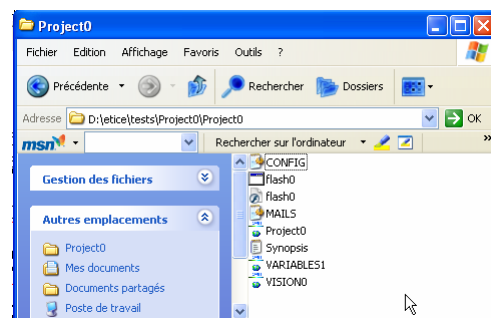 Project0
Fichier Edition Affichage Favoris Outils ?
Précédente Rechercher Dossiers
Adresse D:\etice\tests\Project0\Project0 OK
msn Rechercher sur l'ordinateur »
Gestion des fichiers
Autres emplacements
Project0
Mes documents
Documents partagés
Poste de travail
CONFIG
flash0
flash0
MAILS
Project0
Synopsis
VARIABLES1
VISION0